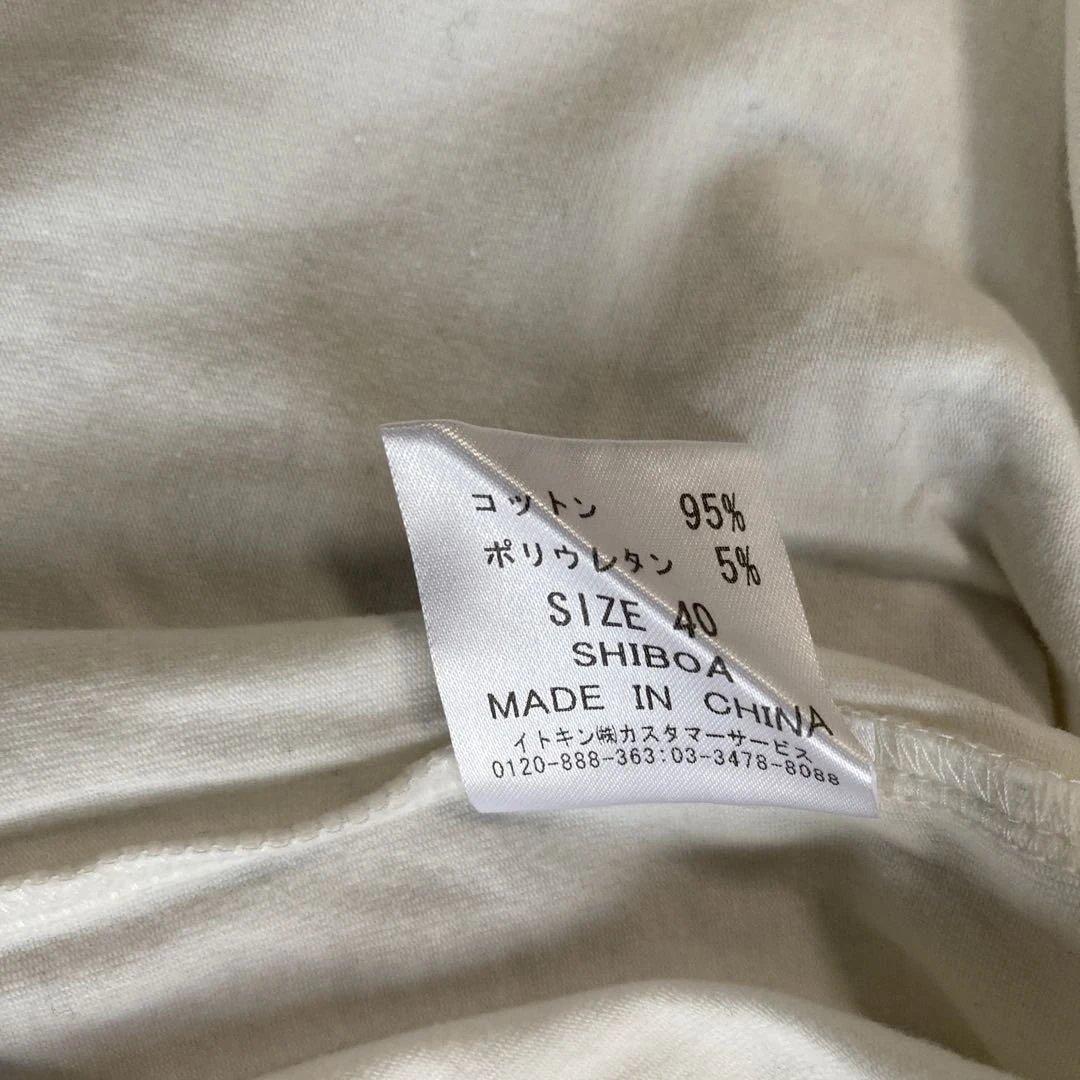 コットン 95%
ポリウレタン 5%
SIZE 40
SHIBOA
MADE IN CHINA
イトキン㈱カスタマーサービス
0120-888-363:03-3478-8088